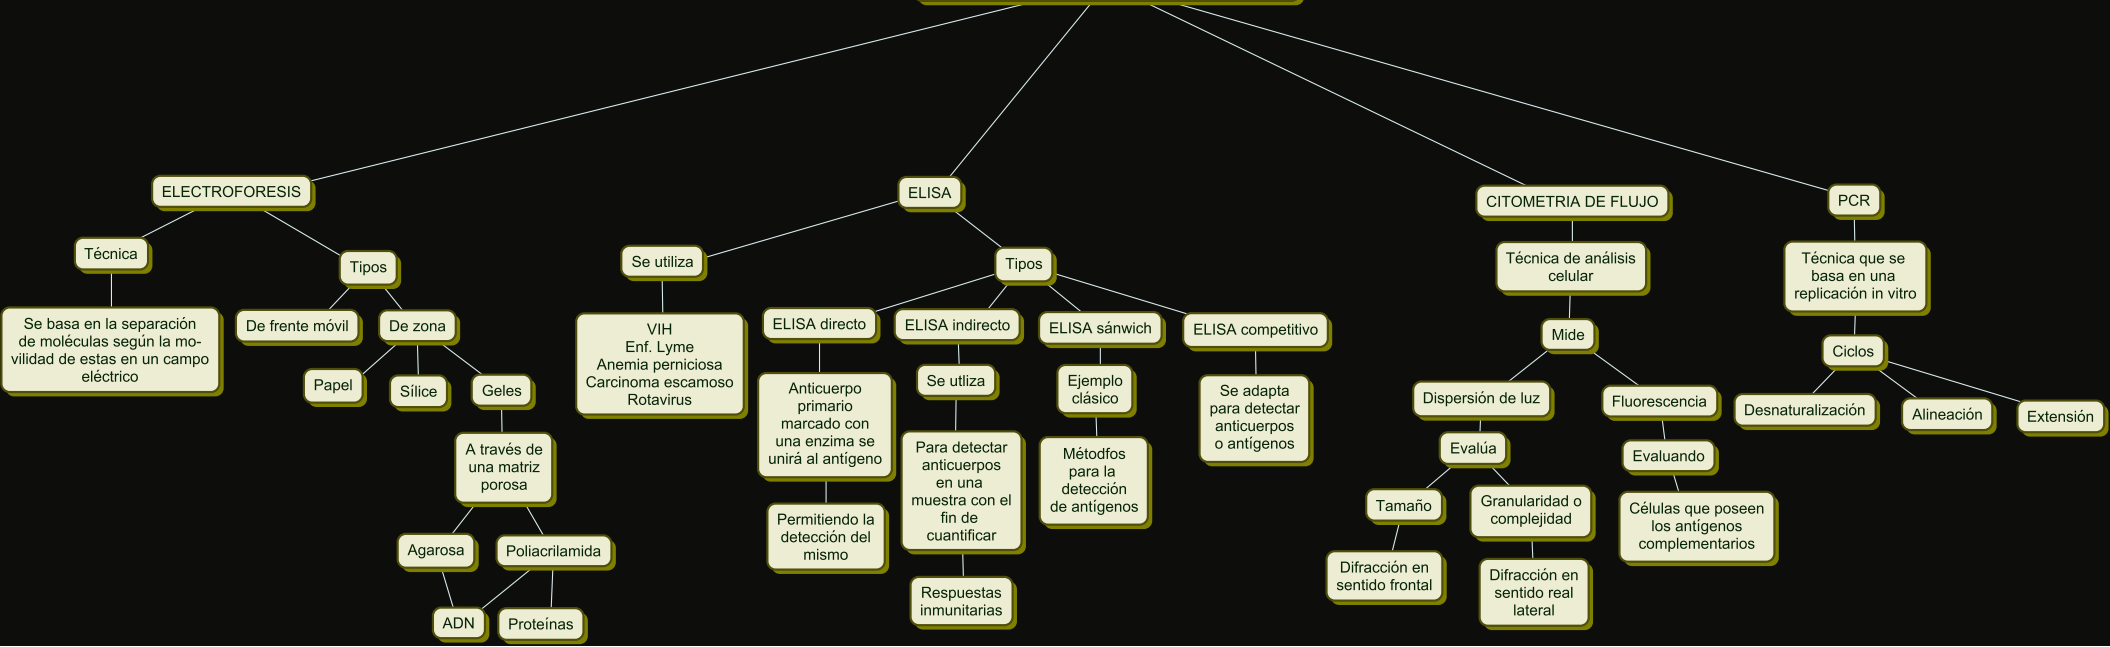 ELECTROFORESIS
Técnica
Se basa en la separación
de moléculas según la mo-
vilidad de estas en un campo
eléctrico
Tipos
De frente móvil
De zona
Papel
Sílice
Geles
A través de
una matriz
porosa
Agarosa
Poliacrilamida
ADN
Proteínas
ELISA
Se utiliza
VIH
Enf. Lyme
Anemia perniciosa
Carcinoma escamoso
Rotavirus
Tipos
ELISA directo
Anticuerpo
primario
marcado con
una enzima se
unirá al antígeno
Permitiendo la
detección del
mismo
ELISA indirecto
Se utliza
Para detectar
anticuerpos
en una
muestra con el
fin de
cuantificar
Respuestas
inmunitarias
ELISA sánwich
Ejemplo
clásico
Métodfos
para la
detección
de antígenos
ELISA competitivo
Se adapta
para detectar
anticuerpos
o antígenos
CITOMETRIA DE FLUJO
Técnica de análisis
celular
Mide
Dispersión de luz
Evalúa
Tamaño
Difracción en
sentido frontal
Granularidad o
complejidad
Difracción en
sentido real
lateral
Fluorescencia
Evaluando
Células que poseen
los antígenos
complementarios
PCR
Técnica que se
basa en una
replicación in vitro
Ciclos
Desnaturalización
Alineación
Extensión